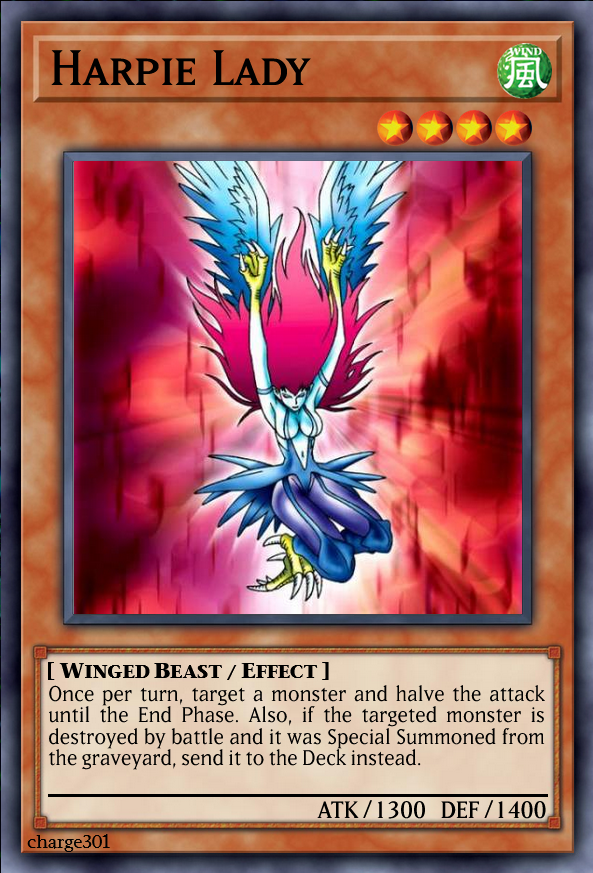 HARPIE LADY
WIND
風
[ WINGED BEAST / EFFECT ]
Once per turn, target a monster and halve the attack
until the End Phase. Also, if the targeted monster is
destroyed by battle and it was Special Summoned from
the graveyard, send it to the Deck instead.
ATK / 1300 DEF / 1400
charge301